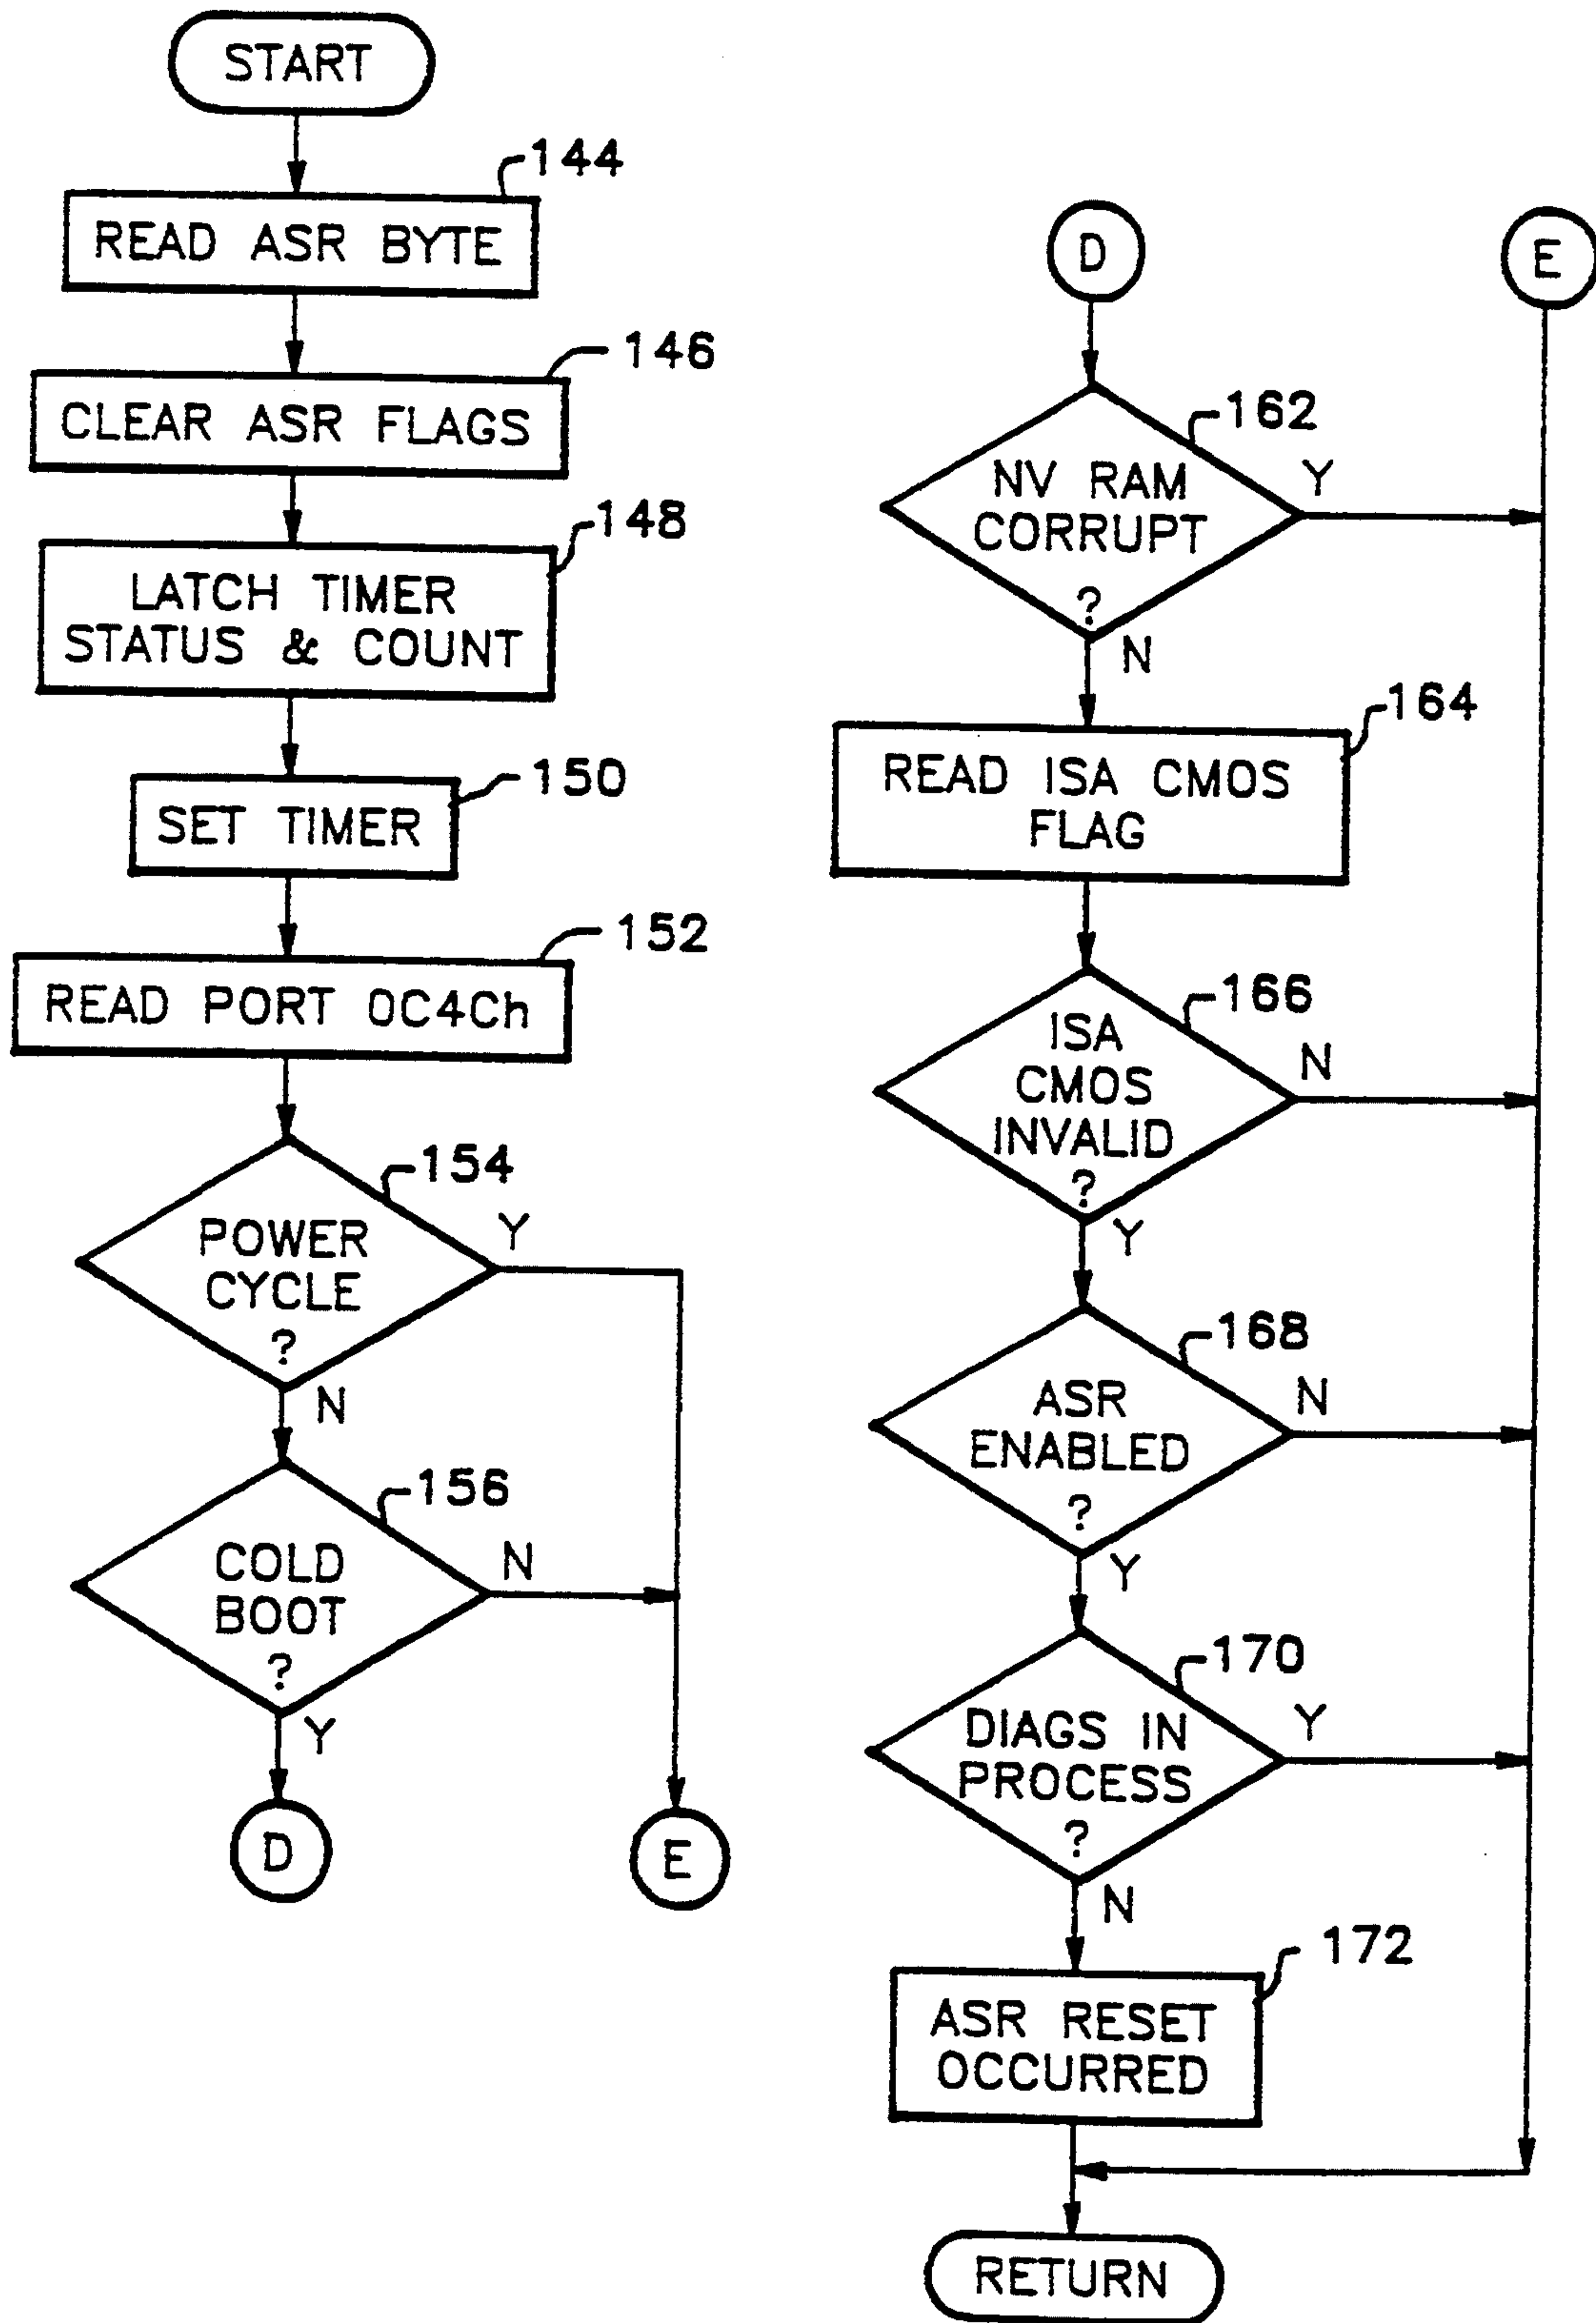 START
144
READ ASR BYTE
146
CLEAR ASR FLAGS
148
LATCH TIMER
STATUS & COUNT
150
SET TIMER
152
READ PORT 0C4Ch
154
POWER
CYCLE
?
Y
N
156
COLD
BOOT
?
N
Y
D
E
D
E
162
NV RAM
CORRUPT
?
Y
N
164
READ ISA CMOS
FLAG
166
ISA
CMOS
INVALID
?
N
Y
168
ASR
ENABLED
?
N
Y
170
DIAGS IN
PROCESS
?
Y
N
172
ASR RESET
OCCURRED
RETURN